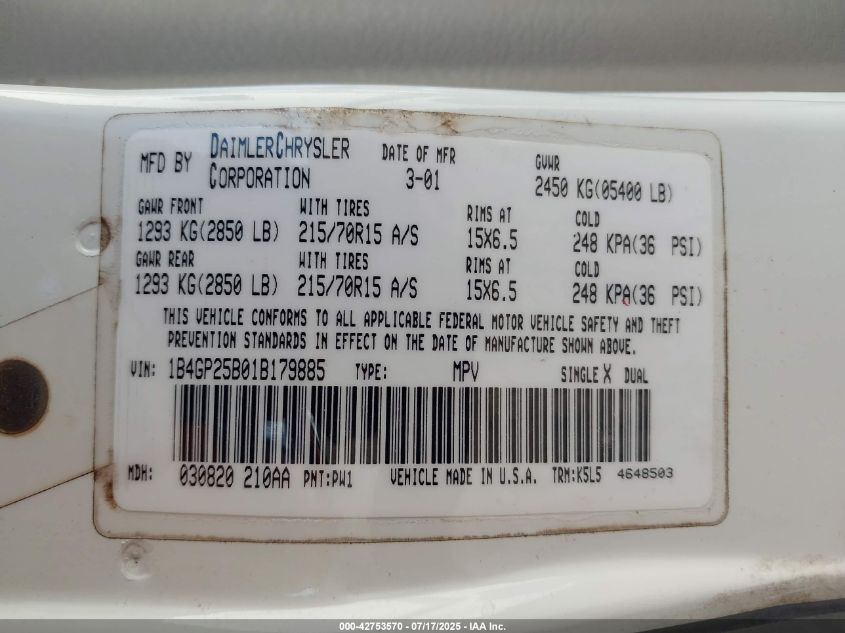 MFD BY DAIMLERCHRYSLER CORPORATION DATE OF MFR 3-01 GVWR 2450 KG(05400 LB)
GAWR FRONT WITH TIRES RIMS AT COLD
1293 KG(2850 LB) 215/70R15 A/S 15X6.5 248 KPA(36 PSI)
GAWR REAR WITH TIRES RIMS AT COLD
1293 KG(2850 LB) 215/70R15 A/S 15X6.5 248 KPA(36 PSI)
THIS VEHICLE CONFORMS TO ALL APPLICABLE FEDERAL MOTOR VEHICLE SAFETY AND THEFT
PREVENTION STANDARDS IN EFFECT ON THE DATE OF MANUFACTURE SHOWN ABOVE.
VIN: 1B4GP25B01B179885 TYPE: MPV SINGLE X DUAL
MDH: 030820 210AA PNT:PW1 VEHICLE MADE IN U.S.A. TRM:K5L5 4648503
000-42753570 - 07/17/2025 - IAA Inc.